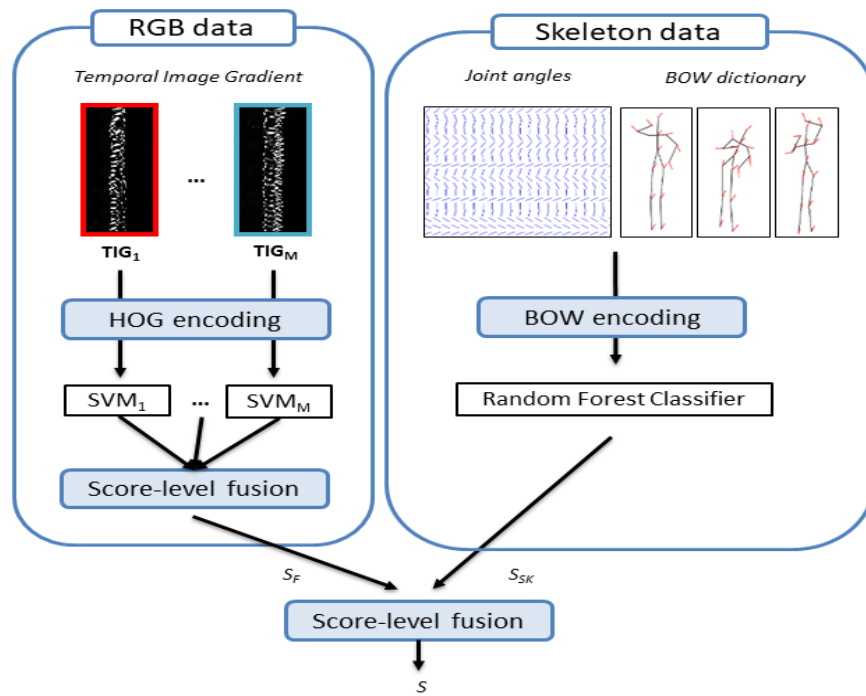 RGB data
Temporal Image Gradient
...
TIG1
TIGM
HOG encoding
SVM1
...
SVMM
Score-level fusion
Skeleton data
Joint angles
BOW dictionary
BOW encoding
Random Forest Classifier
SF
SSK
Score-level fusion
S